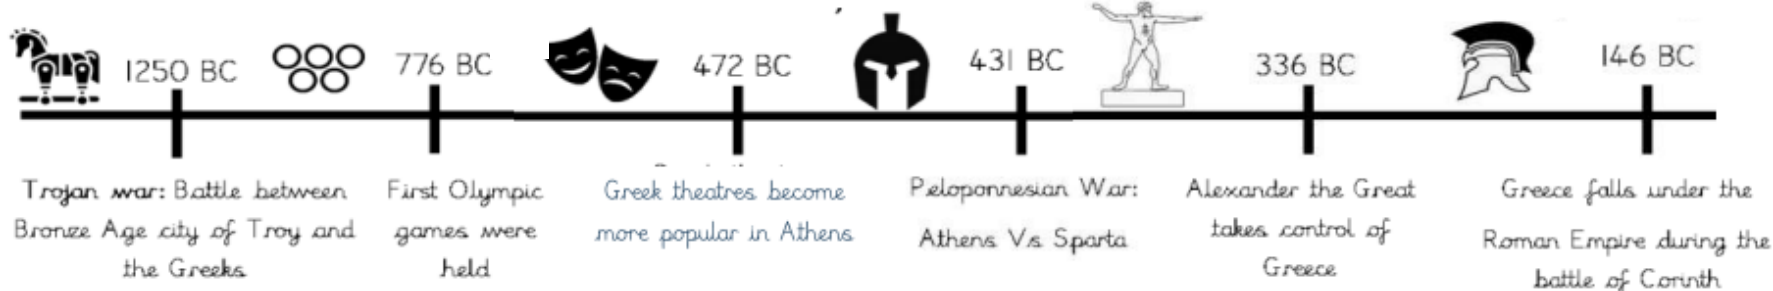 1250 BC
Trojan war: Battle between
Bronze Age city of Troy and
the Greeks
776 BC
First Olympic
games were
held
472 BC
Greek theatres become
more popular in Athens
431 BC
Peloponnesian War:
Athens Vs Sparta
336 BC
Alexander the Great
takes control of
Greece
146 BC
Greece falls under the
Roman Empire during the
battle of Corinth